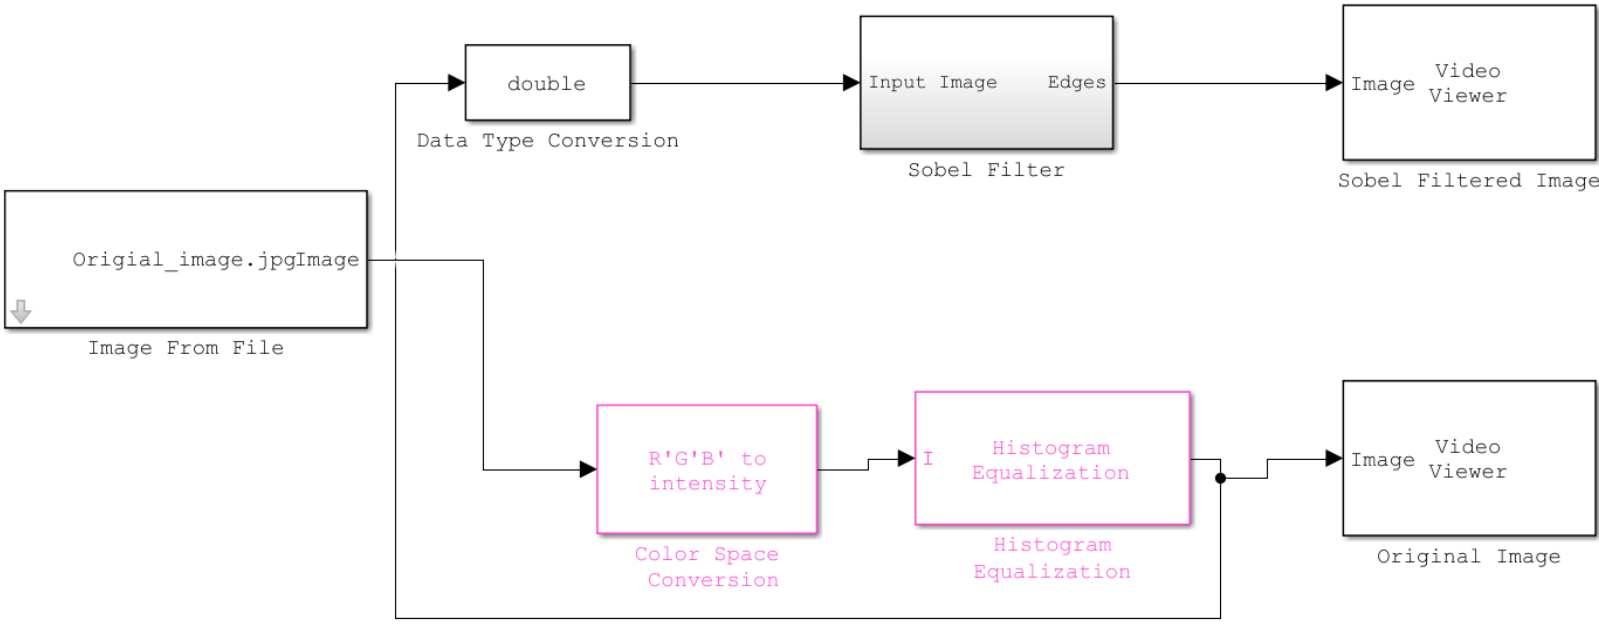 double
Data Type Conversion
Input Image Edges
Sobel Filter
Image Video
Viewer
Sobel Filtered Image
Origial_image.jpgImage
Image From File
R'G'B' to
intensity
Color Space
Conversion
I Histogram
Equalization
Histogram
Equalization
Image Video
Viewer
Original Image